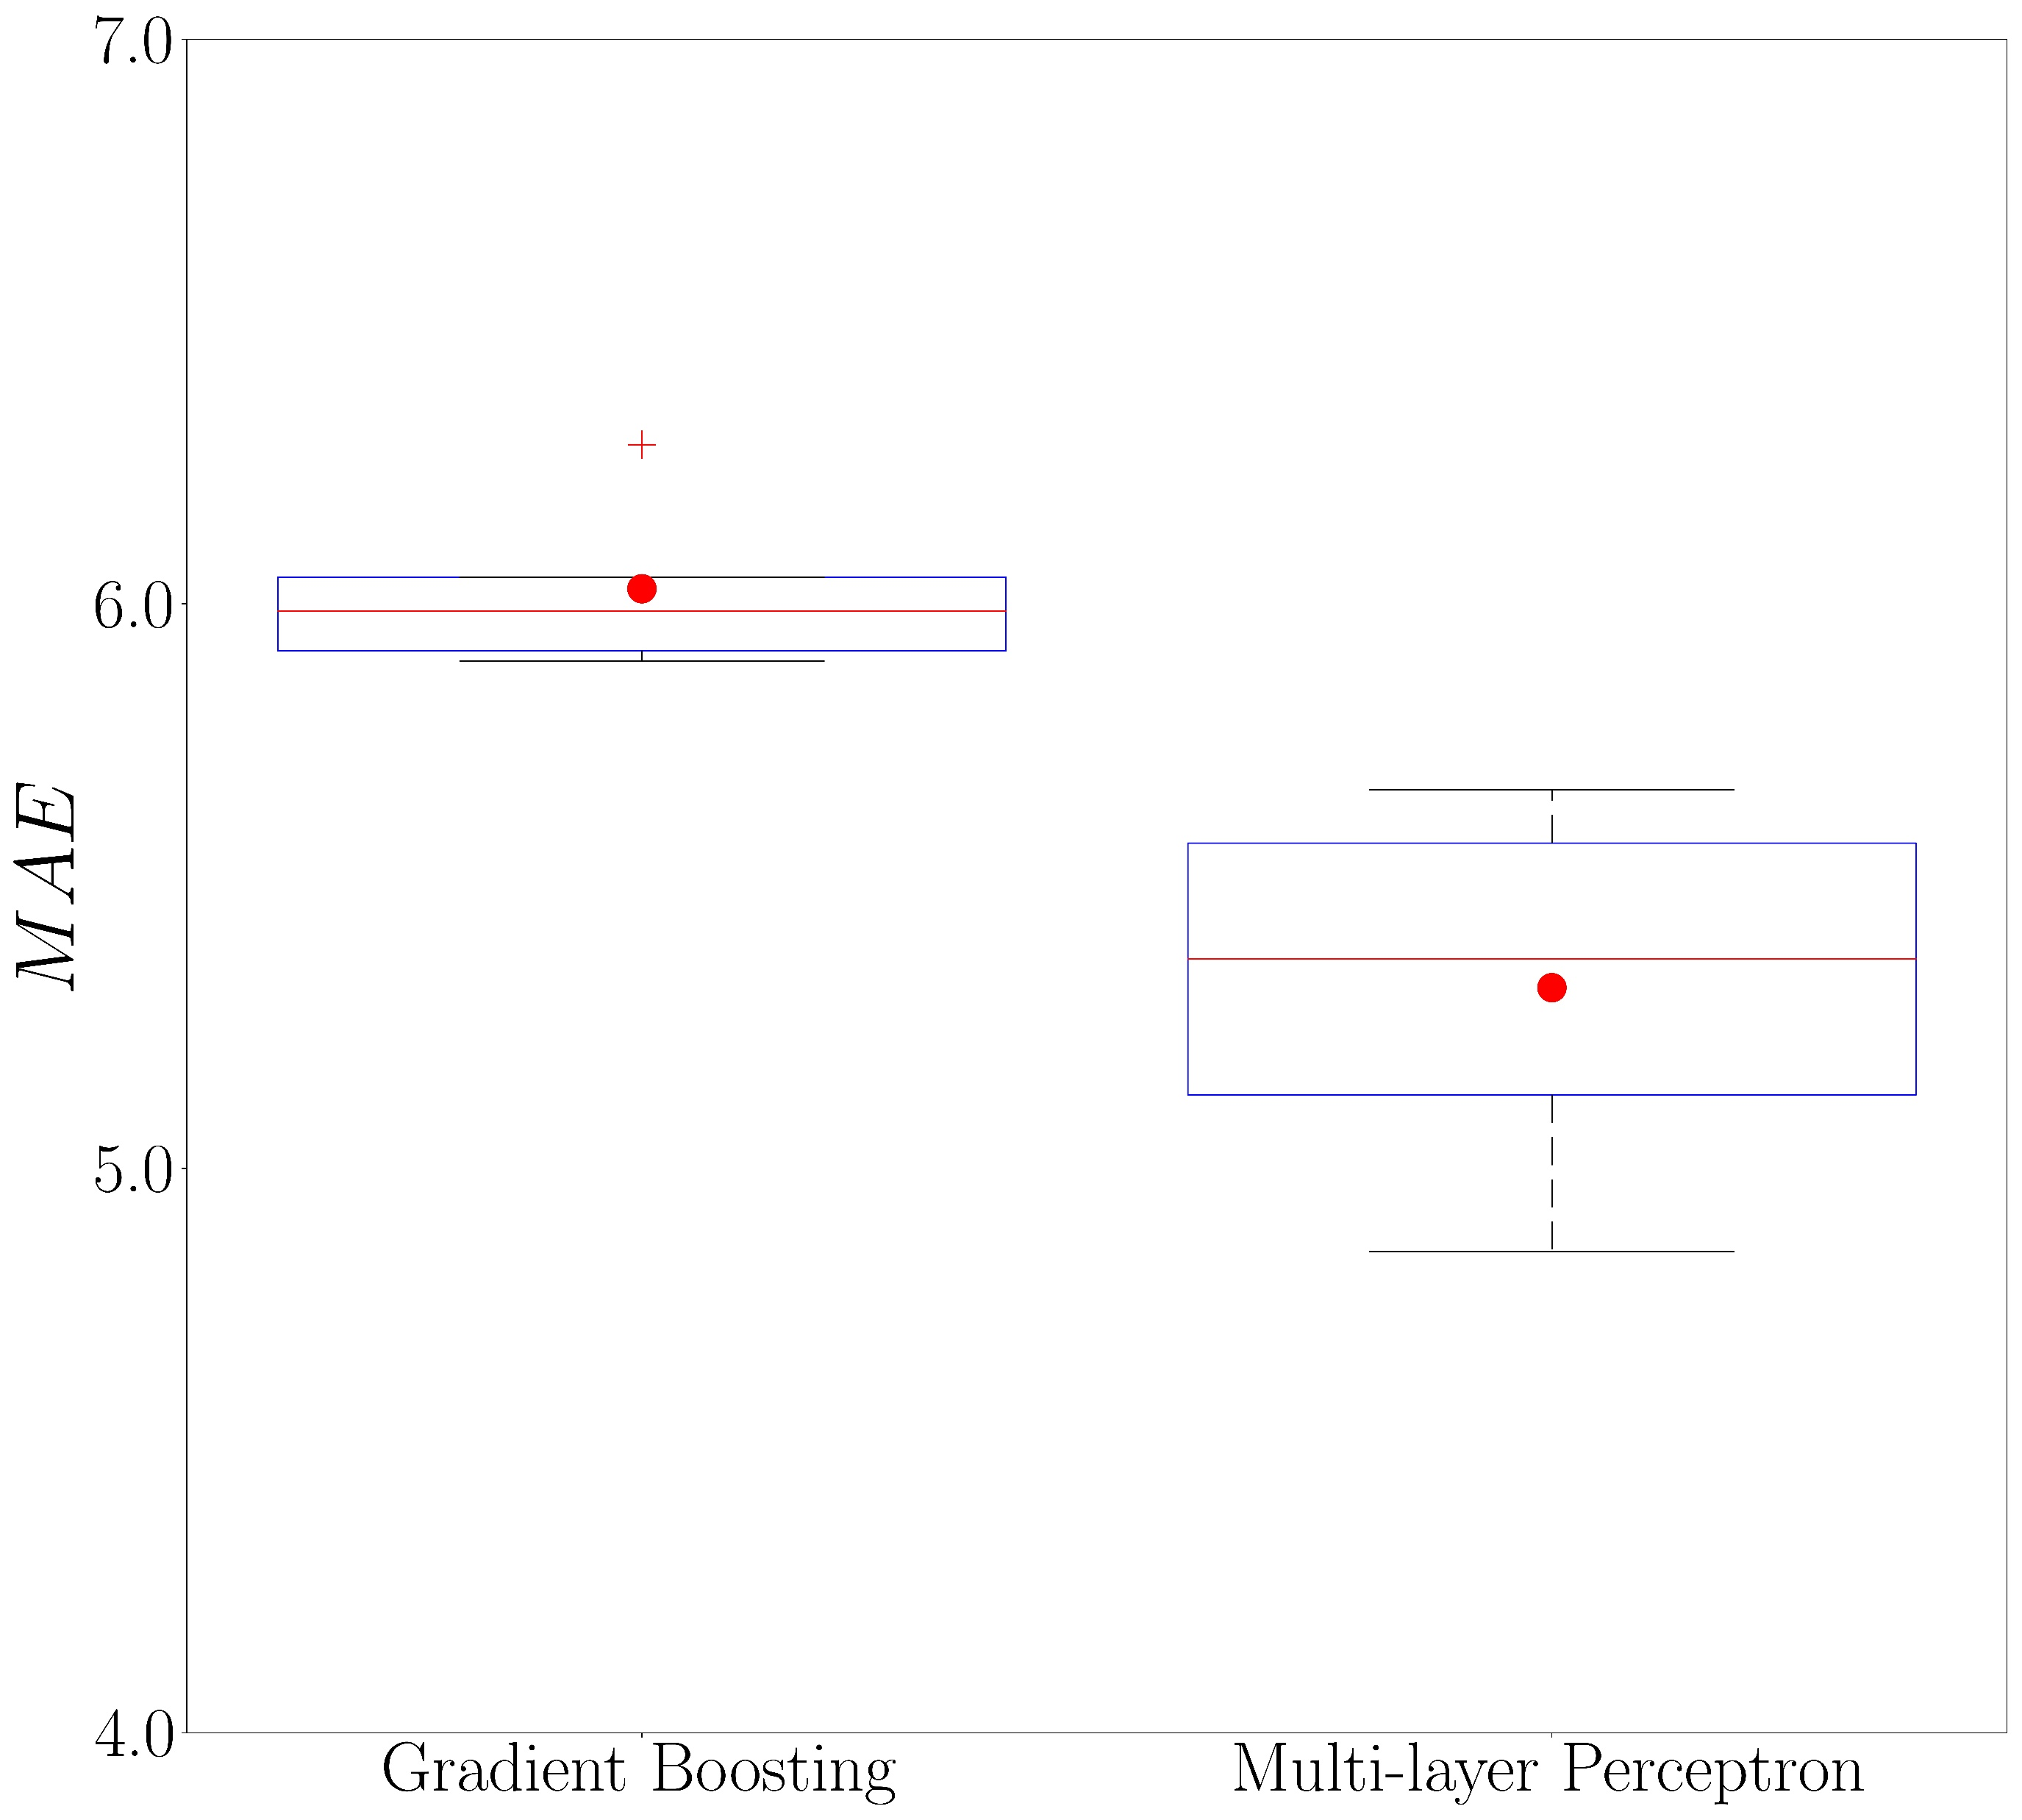 7.0
6.0
5.0
4.0
MAE
Gradient Boosting
Multi-layer Perceptron